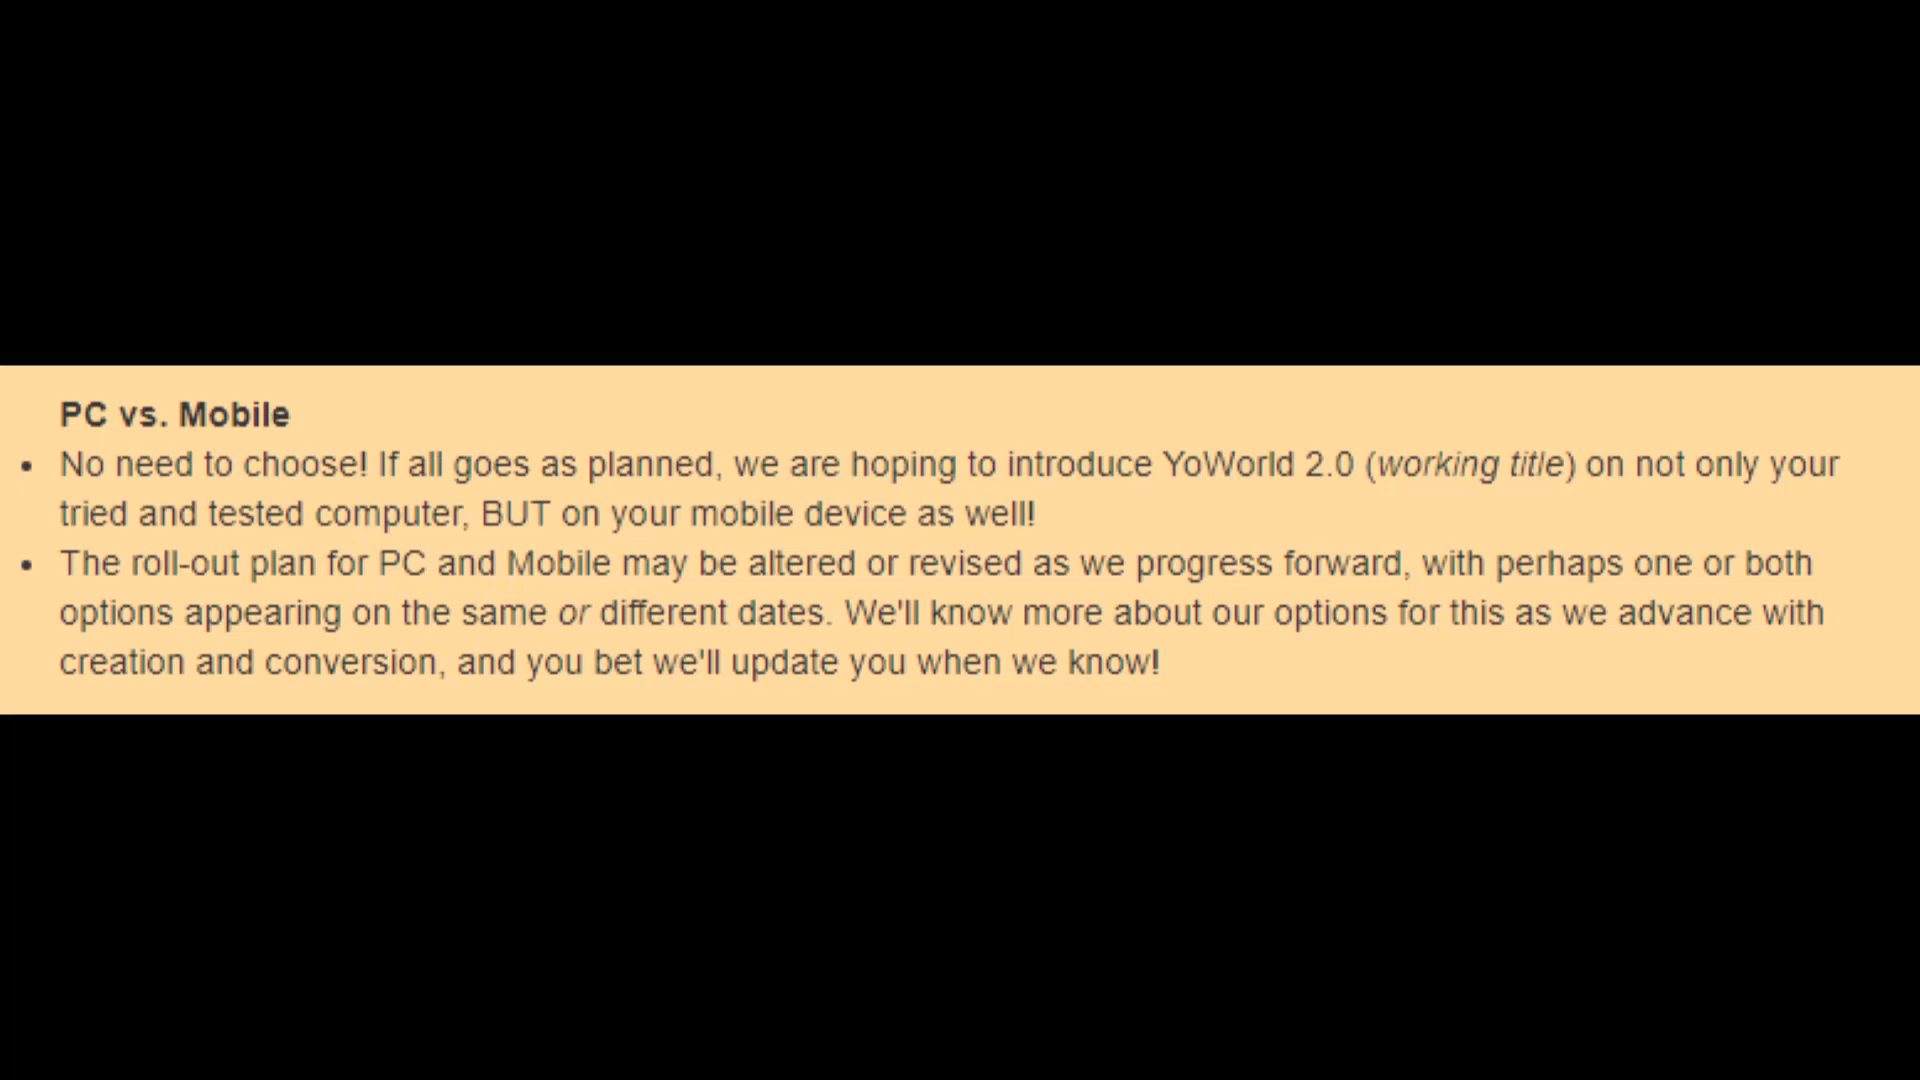 PC vs. Mobile
• No need to choose! If all goes as planned, we are hoping to introduce YoWorld 2.0 (working title) on not only your
tried and tested computer, BUT on your mobile device as well!
• The roll-out plan for PC and Mobile may be altered or revised as we progress forward, with perhaps one or both
options appearing on the same or different dates. We'll know more about our options for this as we advance with
creation and conversion, and you bet we'll update you when we know!